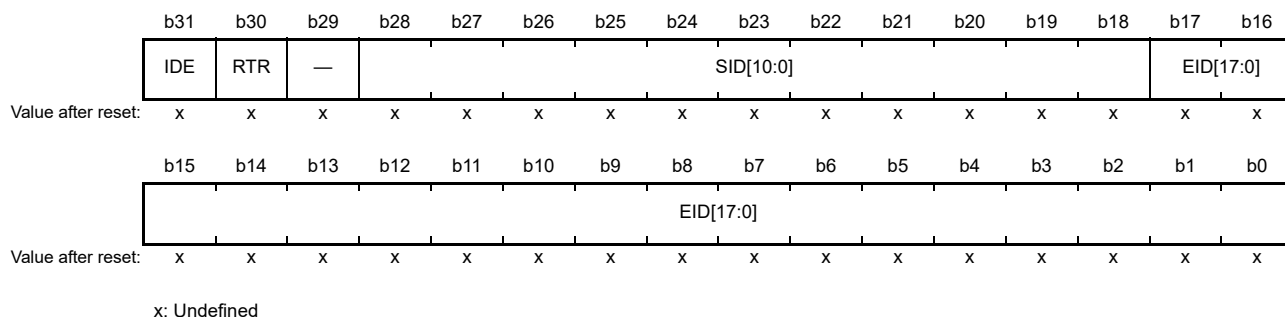 b31 b30 b29 b28 b27 b26 b25 b24 b23 b22 b21 b20 b19 b18 b17 b16
IDE RTR — SID[10:0] EID[17:0]
Value after reset: x x x x x x x x x x x x x x x x
b15 b14 b13 b12 b11 b10 b9 b8 b7 b6 b5 b4 b3 b2 b1 b0
EID[17:0]
Value after reset: x x x x x x x x x x x x x x x x
x: Undefined